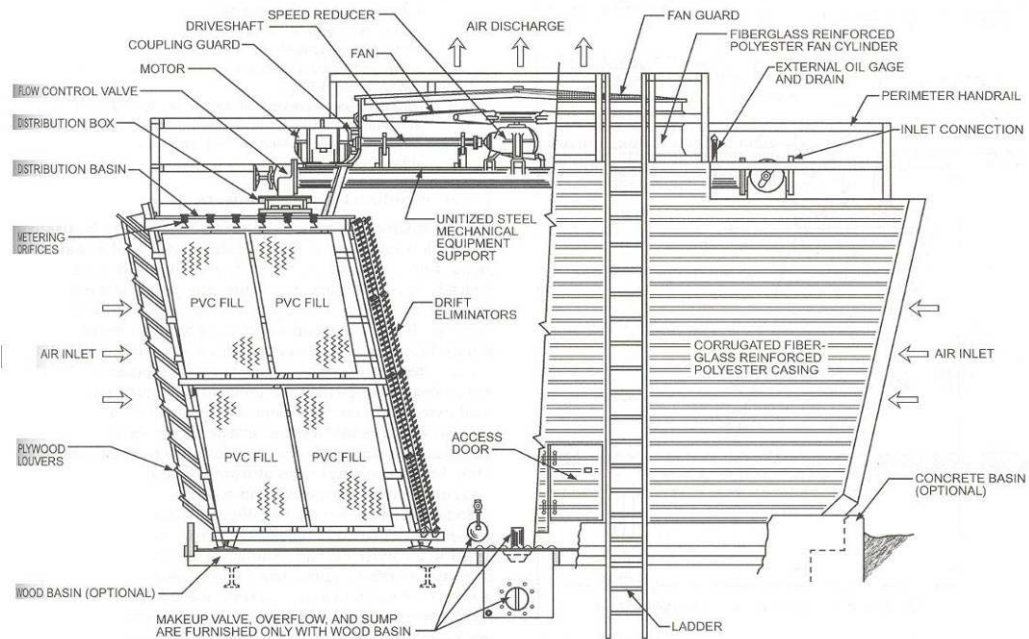 SPEED REDUCER
DRIVESHAFT
COUPLING GUARD
FAN
MOTOR
FLOW CONTROL VALVE
DISTRIBUTION BOX
DISTRIBUTION BASIN
METERING
ORIFICES
AIR DISCHARGE
FAN GUARD
FIBERGLASS REINFORCED
POLYESTER FAN CYLINDER
EXTERNAL OIL GAGE
AND DRAIN
PERIMETER HANDRAIL
INLET CONNECTION
UNITIZED STEEL
MECHANICAL
EQUIPMENT
SUPPORT
PVC FILL
PVC FILL
DRIFT
ELIMINATORS
AIR INLET
CORRUGATED FIBER-
GLASS REINFORCED
POLYESTER CASING
AIR INLET
PVC FILL
PVC FILL
PLYWOOD
LOUVERS
ACCESS
DOOR
CONCRETE BASIN
(OPTIONAL)
WOOD BASIN (OPTIONAL)
MAKEUP VALVE, OVERFLOW, AND SUMP
ARE FURNISHED ONLY WITH WOOD BASIN
LADDER